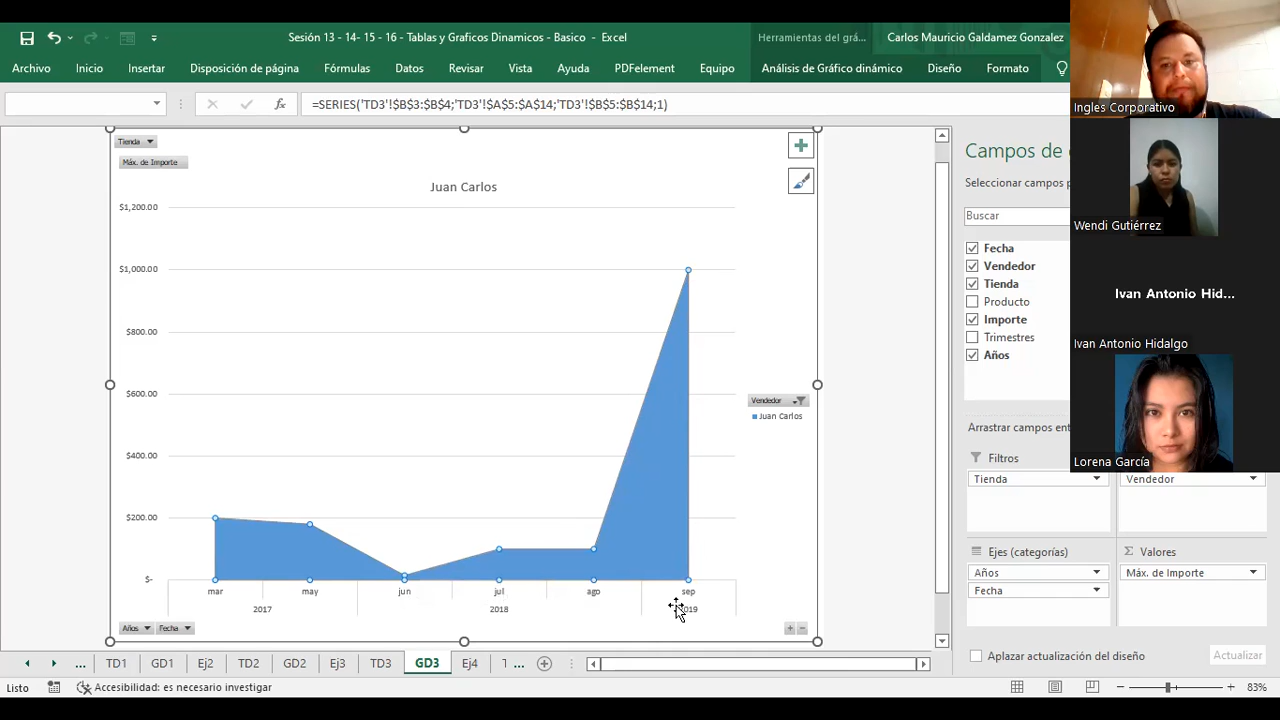 Sesión 13 - 14- 15 - 16 - Tablas y Graficos Dinamicos - Basico - Excel
Herramientas del grá...
Carlos Mauricio Galdamez Gonzalez
Archivo
Inicio
Insertar
Disposición de página
Fórmulas
Datos
Revisar
Vista
Ayuda
PDFelement
Equipo
Análisis de Gráfico dinámico
Diseño
Formato
fx
=SERIES('TD3'!$B$3:$B$4;'TD3'!$A$5:$A$14;'TD3'!$B$5:$B$14;1)
Tienda
Máx. de Importe
Juan Carlos
$1,200.00
$1,000.00
$800.00
$600.00
$400.00
$200.00
$-
mar
may
jun
jul
ago
sep
2017
2018
Años
Fecha
Vendedor
Juan Carlos
Campos de
Seleccionar campos
Buscar
Fecha
Vendedor
Tienda
Producto
Importe
Trimestres
Años
Arrastrar campos ent
Filtros
Tienda
Vendedor
Ejes (categorías)
Σ Valores
Años
Máx. de Importe
Fecha
Aplazar actualización del diseño
Actualizar
...
TD1
GD1
Ej2
TD2
GD2
Ej3
TD3
GD3
Ej4
...
Listo
Accesibilidad: es necesario investigar
83%
Ingles Corporativo
Wendi Gutiérrez
Ivan Antonio Hid...
Ivan Antonio Hidalgo
Lorena García